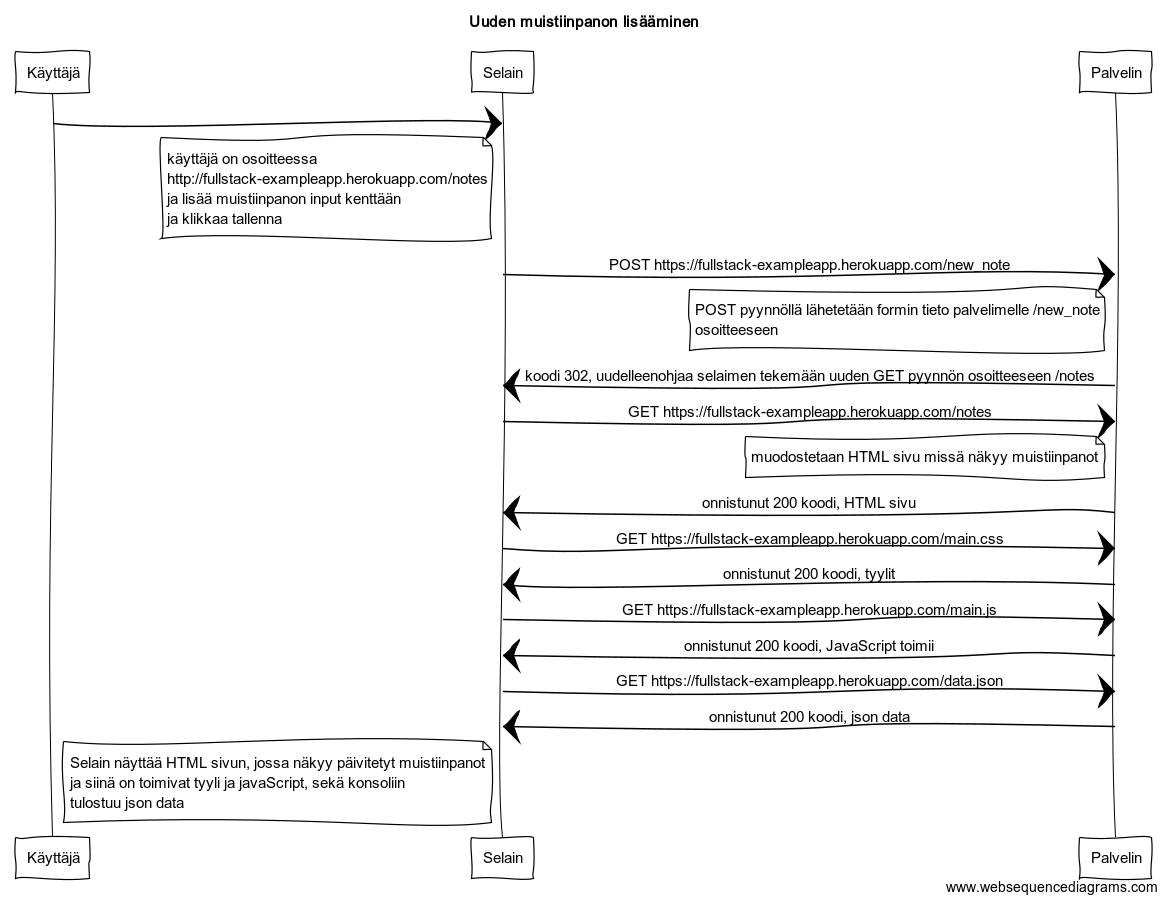 Uuden muistiinpanon lisääminen
Käyttäjä
Selain
Palvelin
käyttäjä on osoitteessa
http://fullstack-exampleapp.herokuapp.com/notes
ja lisää muistiinpanon input kenttään
ja klikkaa tallenna
POST https://fullstack-exampleapp.herokuapp.com/new_note
POST pyynnöllä lähetetään formin tieto palvelimelle /new_note
osoitteeseen
koodi 302, uudelleenohjaa selaimen tekemään uuden GET pyynnön osoitteeseen /notes
GET https://fullstack-exampleapp.herokuapp.com/notes
muodostetaan HTML sivu missä näkyy muistiinpanot
onnistunut 200 koodi, HTML sivu
GET https://fullstack-exampleapp.herokuapp.com/main.css
onnistunut 200 koodi, tyylit
GET https://fullstack-exampleapp.herokuapp.com/main.js
onnistunut 200 koodi, JavaScript toimii
GET https://fullstack-exampleapp.herokuapp.com/data.json
onnistunut 200 koodi, json data
Selain näyttää HTML sivun, jossa näkyy päivitetyt muistiinpanot
ja siinä on toimivat tyyli ja javaScript, sekä konsoliin
tulostuu json data
Käyttäjä
Selain
Palvelin
www.websequencediagrams.com